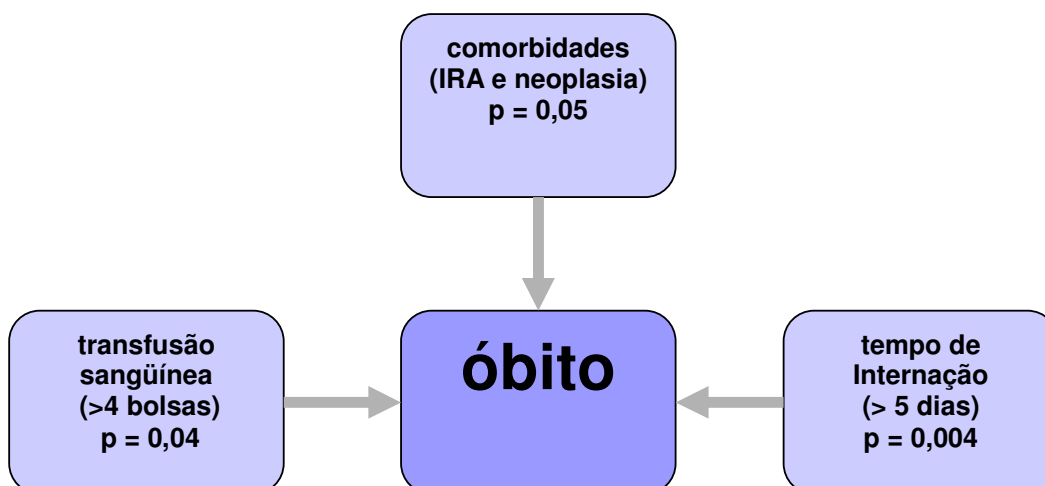 comorbidades
(IRA e neoplasia)
p = 0,05
transfusão
sangüínea
(>4 bolsas)
p = 0,04
óbito
tempo de
Internação
(> 5 dias)
p = 0,004